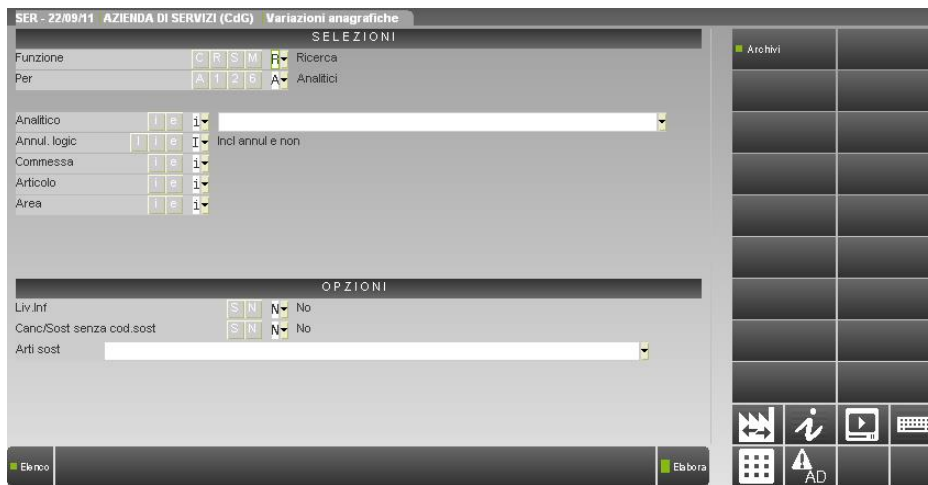 SER - 22/09/11 AZIENDA DI SERVIZI (CdG) Variazioni anagrafiche
SELEZIONI
Funzione C R S M R Ricerca
Per A 1 2 6 A Analitici
Analitico i e i
Annul. logic I i e I Incl annul e non
Commessa i e i
Articolo i e i
Area i e i
OPZIONI
Liv.Inf S N N No
Canc/Sost senza cod.sost S N N No
Arti sost
Archivi
Elenco
Elabora
i
AD